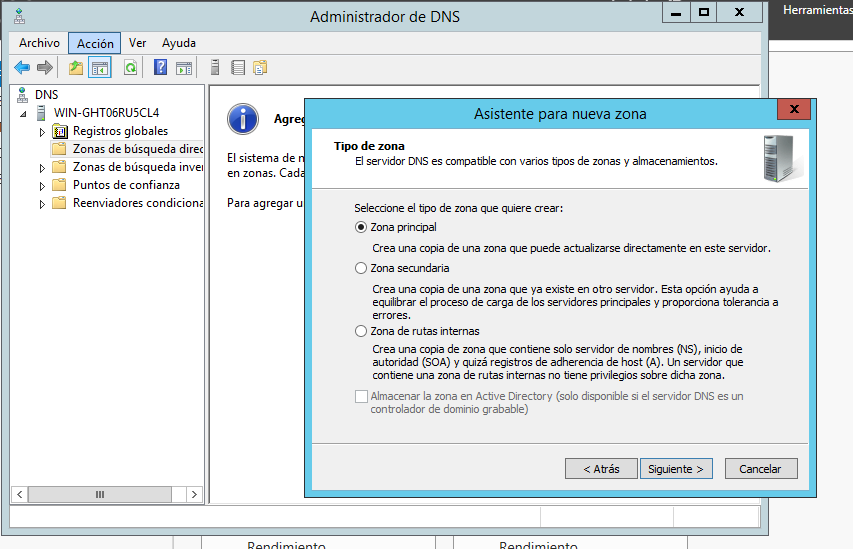 Administrador de DNS
Herramientas
Archivo Acción Ver Ayuda
DNS
WIN-GHT06RU5CL4
Registros globales
Zonas de búsqueda direc
Zonas de búsqueda inver
Puntos de confianza
Reenviadores condiciona
Agreg
El sistema de n
en zonas. Cada
Para agregar u
Asistente para nueva zona
Tipo de zona
El servidor DNS es compatible con varios tipos de zonas y almacenamientos.
Seleccione el tipo de zona que quiere crear:
Zona principal
Crea una copia de una zona que puede actualizarse directamente en este servidor.
Zona secundaria
Crea una copia de una zona que ya existe en otro servidor. Esta opción ayuda a
equilibrar el proceso de carga de los servidores principales y proporciona tolerancia a
errores.
Zona de rutas internas
Crea una copia de zona que contiene solo servidor de nombres (NS), inicio de
autoridad (SOA) y quizá registros de adherencia de host (A). Un servidor que
contiene una zona de rutas internas no tiene privilegios sobre dicha zona.
Almacenar la zona en Active Directory (solo disponible si el servidor DNS es un
controlador de dominio grabable)
< Atrás Siguiente > Cancelar
Rendimiento Rendimiento